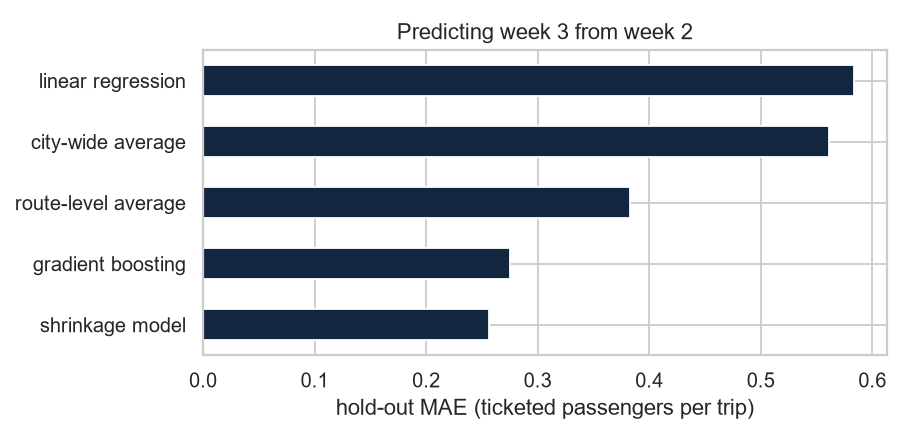 Predicting week 3 from week 2
linear regression
city-wide average
route-level average
gradient boosting
shrinkage model
0.0 0.1 0.2 0.3 0.4 0.5 0.6
hold-out MAE (ticketed passengers per trip)